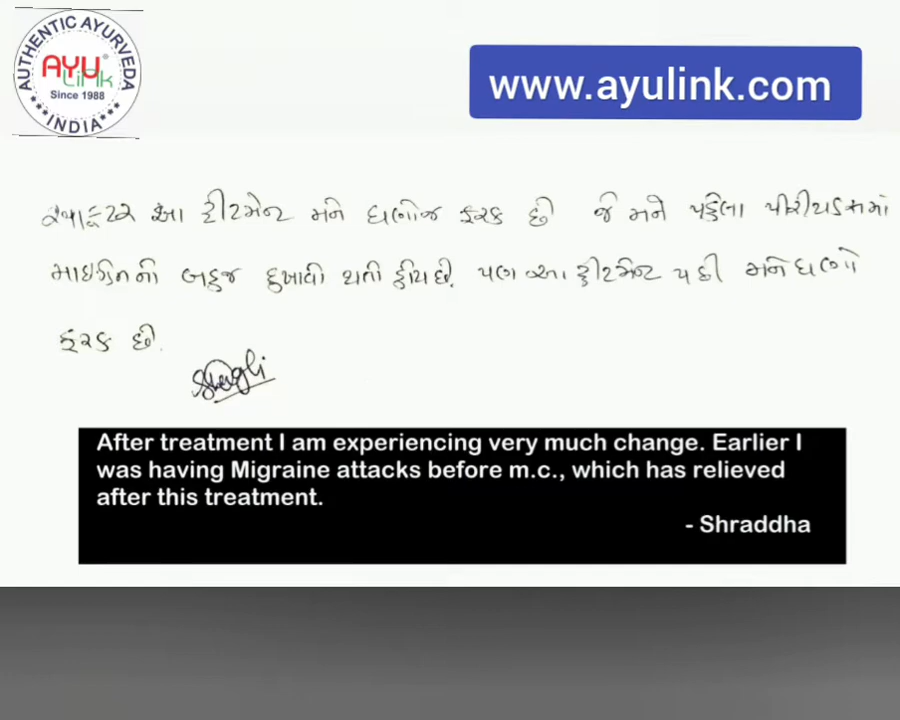 AUTHENTIC AYURVEDA
AYU
Link
®
Since 1988
INDIA
www.ayulink.com
આ ટ્રીટમેન્ટ મને ઘણોજ ફરક છે જે મને પહેલા પીરીયડસમાં
માઇગ્રેનનો બહુજ દુખાવો થતો હોય છે. પણ આ ટ્રીટમેન્ટ પછી મને ઘણો
ફરક છે.
After treatment I am experiencing very much change. Earlier I
was having Migraine attacks before m.c., which has relieved
after this treatment.
- Shraddha